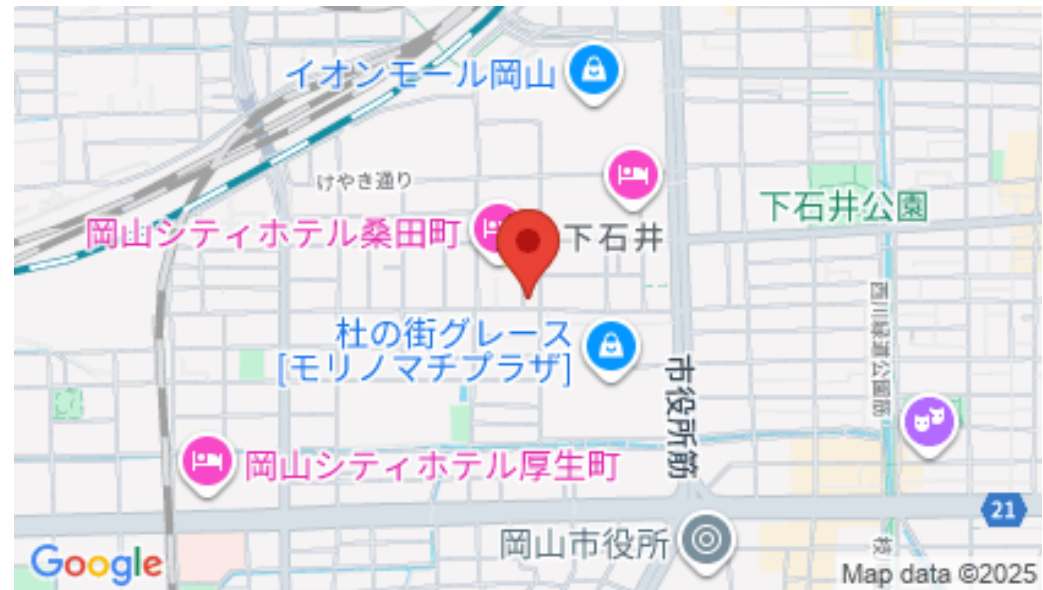 イオンモール岡山
けやき通り
下石井公園
岡山シティホテル桑田町
下石井
西川緑道公園筋
杜の街グレース
[モリノマチプラザ]
市役所筋
岡山シティホテル厚生町
21
岡山市役所
枝
Google
Map data ©2025